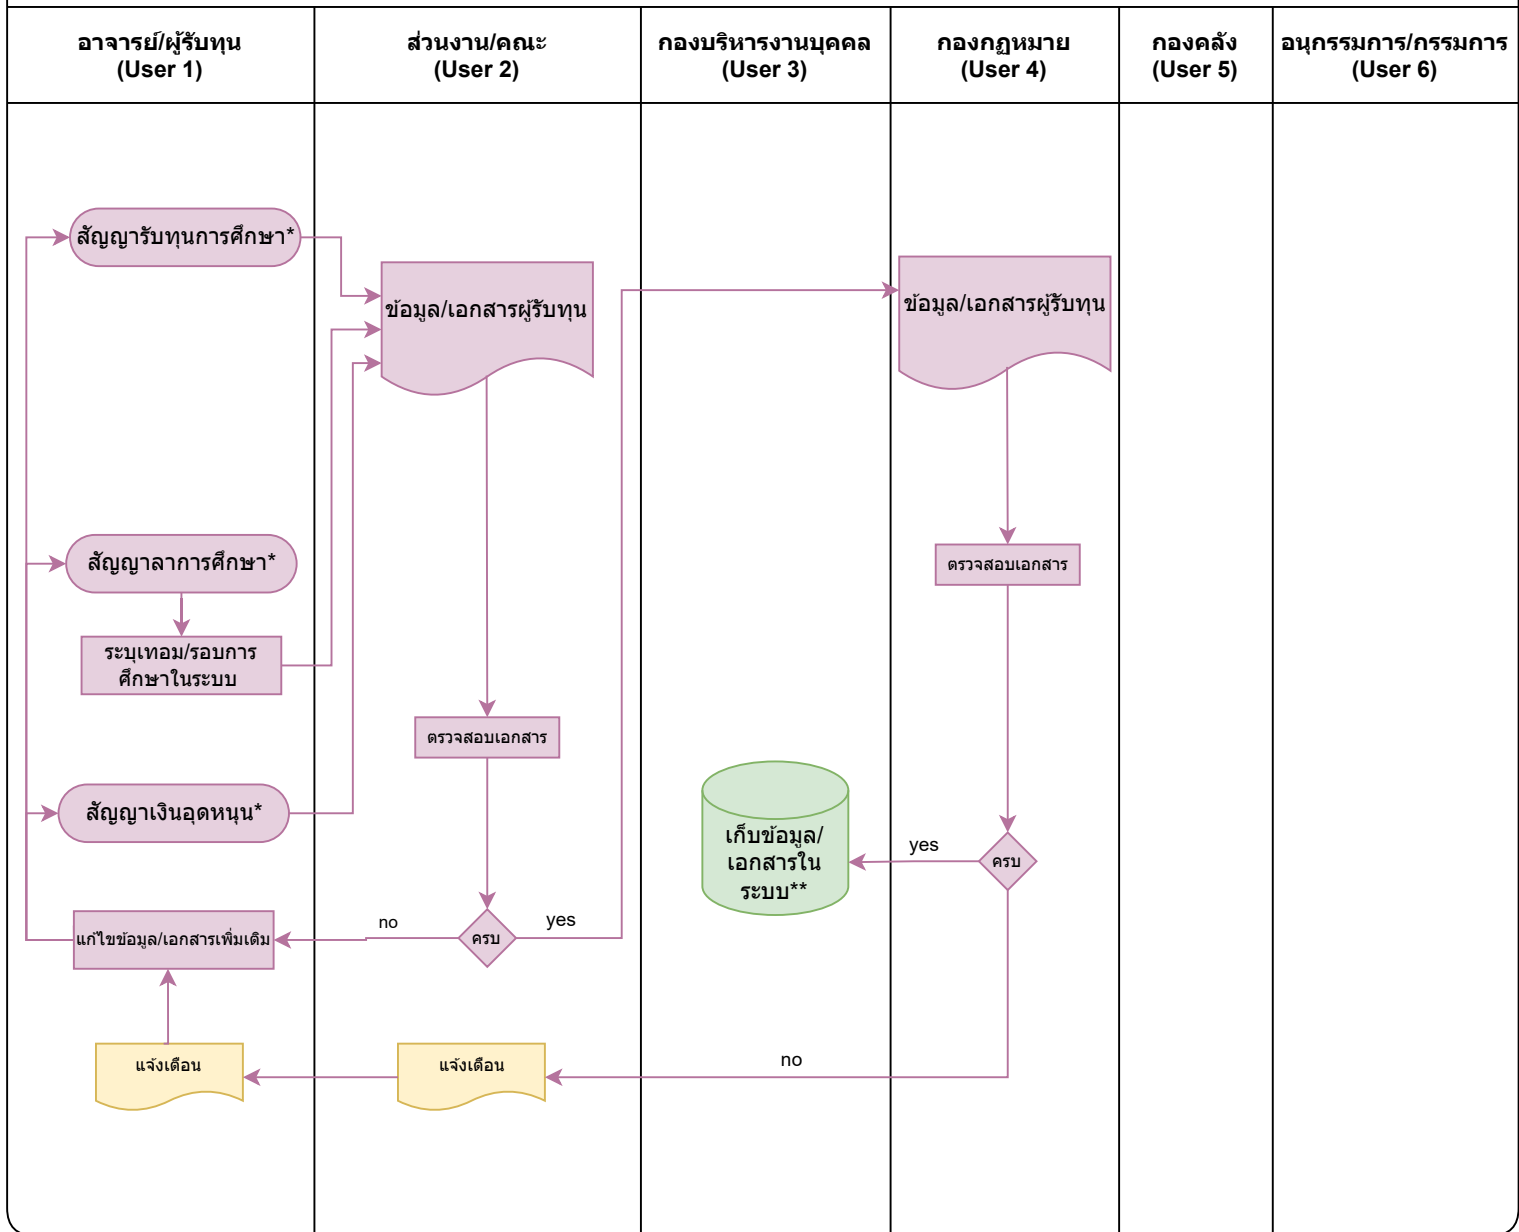 อาจารย์/ผู้รับทุน
(User 1)
ส่วนงาน/คณะ
(User 2)
กองบริหารงานบุคคล
(User 3)
กองกฏหมาย
(User 4)
กองคลัง
(User 5)
อนุกรรมการ/กรรมการ
(User 6)
สัญญารับทุนการศึกษา*
ข้อมูล/เอกสารผู้รับทุน
ข้อมูล/เอกสารผู้รับทุน
สัญญาลาการศึกษา*
ตรวจสอบเอกสาร
ระบุเทอม/รอบการ
ศึกษาในระบบ
ตรวจสอบเอกสาร
สัญญาเงินอุดหนุน*
เก็บข้อมูล/
เอกสารใน
ระบบ**
yes
ครบ
แก้ไขข้อมูล/เอกสารเพิ่มเติม
no
ครบ
yes
แจ้งเตือน
แจ้งเตือน
no